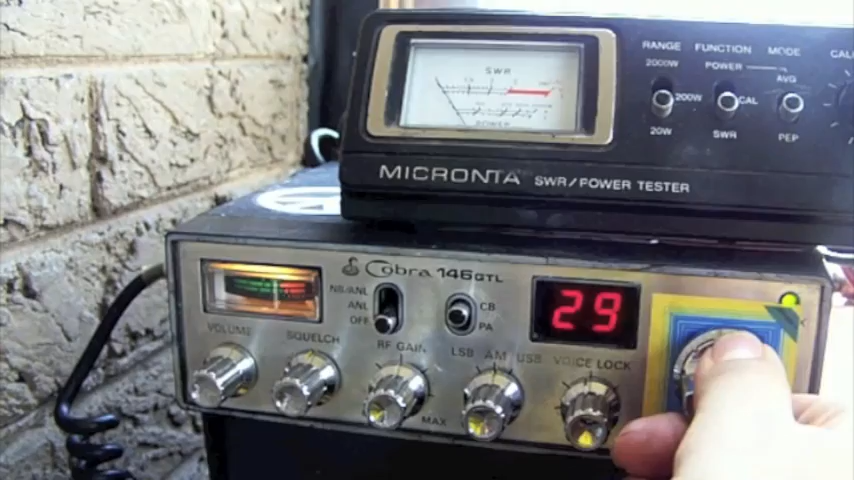 SWR
POWER
RANGE FUNCTION MODE
2000W POWER AVG
200W CAL
20W SWR PEP
MICRONTA SWR/POWER TESTER
Cobra 146GTL
NB/ANL
ANL CB
OFF PA
29
VOLUME SQUELCH RF GAIN LSB AM USB VOICE LOCK
MAX